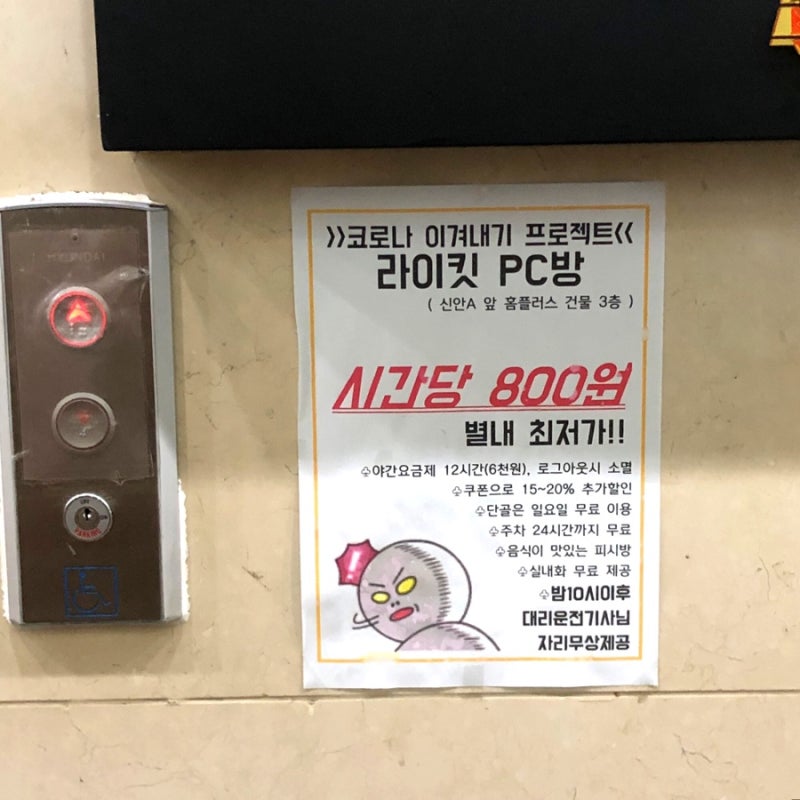 HYUNDAI
PARKING
>>코로나 이겨내기 프로젝트<<
라이킷 PC방
( 신안A 앞 홈플러스 건물 3층 )
시간당 800원
별내 최저가!!
♧야간요금제 12시간(6천원), 로그아웃시 소멸
♧쿠폰으로 15~20% 추가할인
♧단골은 일요일 무료 이용
♧주차 24시간까지 무료
♧음식이 맛있는 피시방
♧실내화 무료 제공
♧밤10시이후
대리운전기사님
자리무상제공